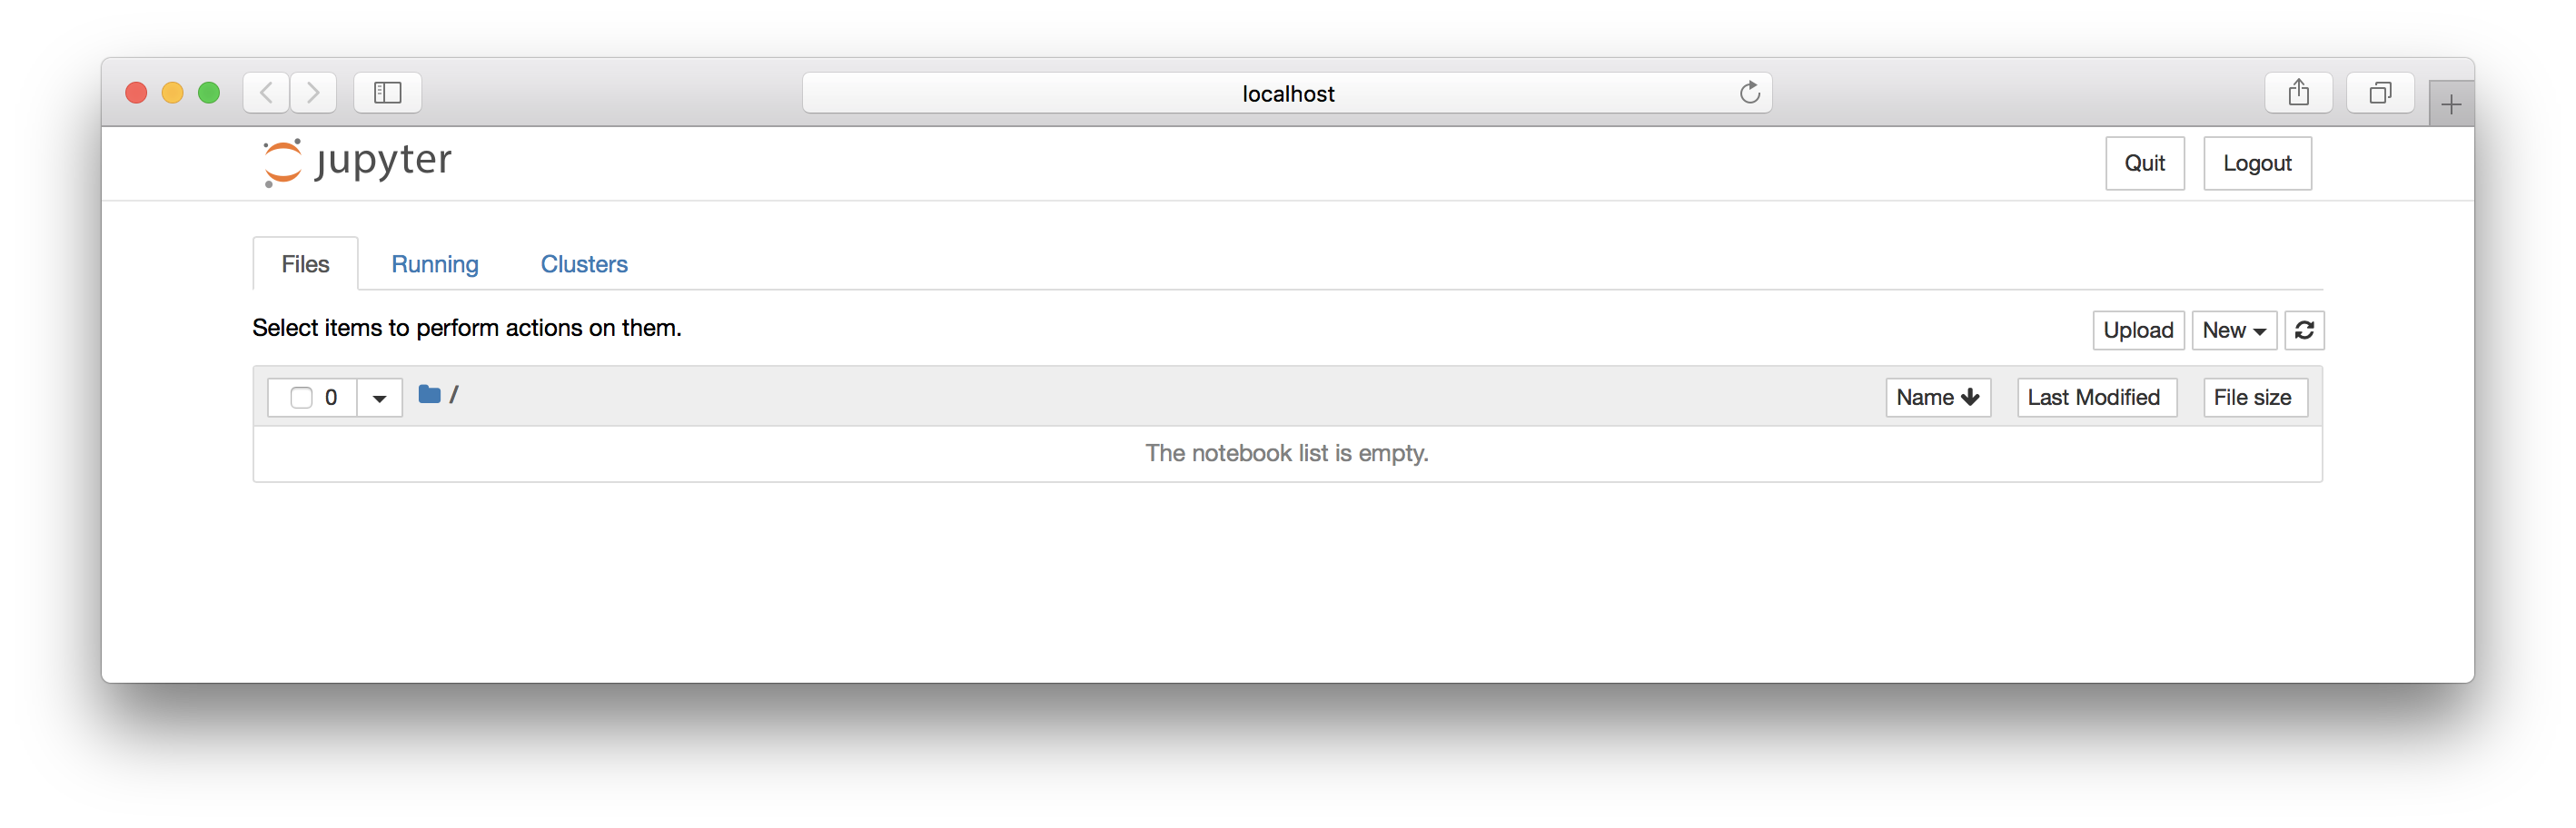 localhost
jupyter
Quit Logout
Files Running Clusters
Select items to perform actions on them.
Upload New
0 / Name Last Modified File size
The notebook list is empty.